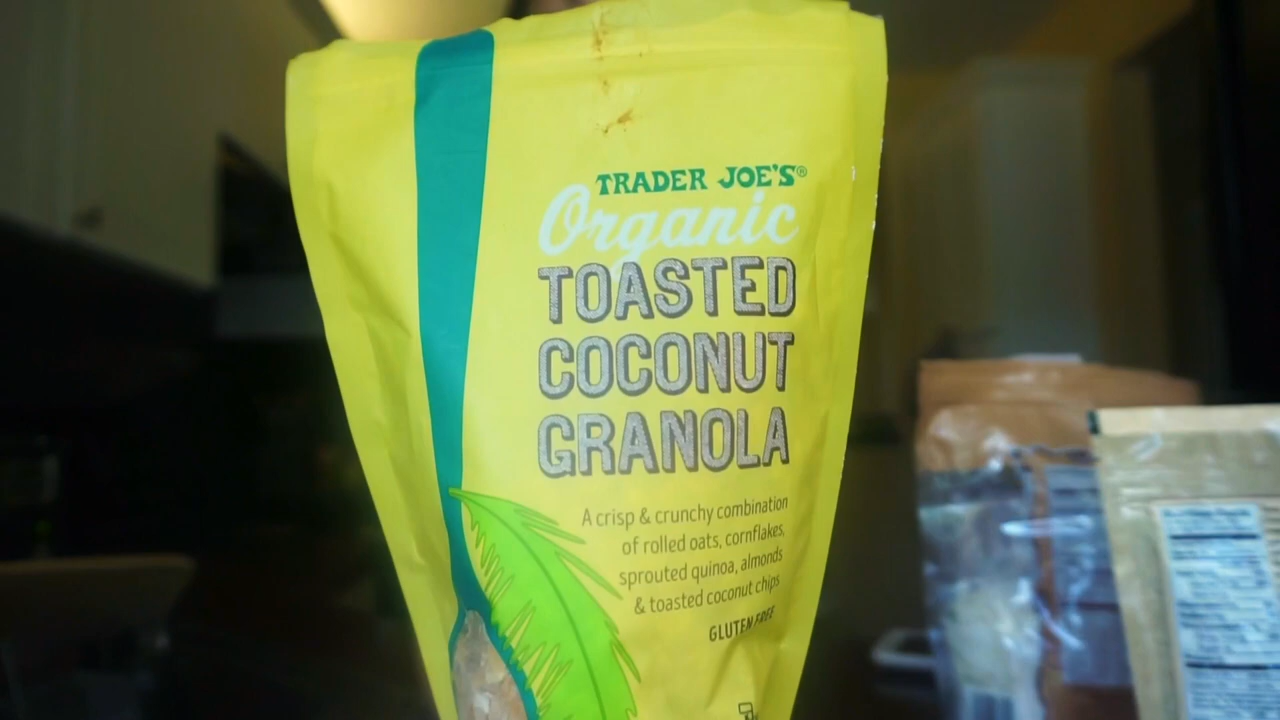 TRADER JOE'S®
Organic
TOASTED
COCONUT
GRANOLA
A crisp & crunchy combination
of rolled oats, cornflakes,
sprouted quinoa, almonds
& toasted coconut chips
GLUTEN FREE